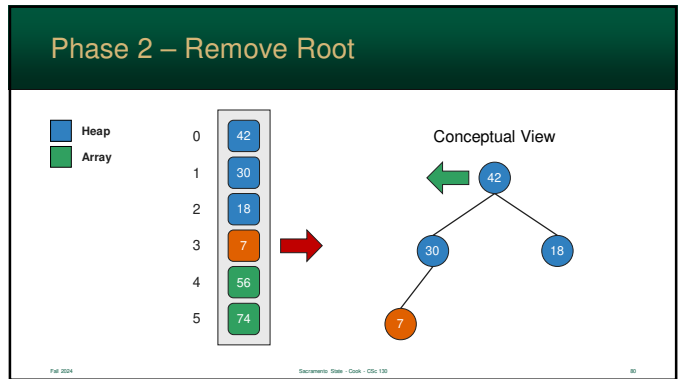 Phase 2 – Remove Root
Heap
Array
0 42
1 30
2 18
3 7
4 56
5 74
Conceptual View
42
30 18
7
Fall 2024 Sacramento State - Cook - CSc 130 80